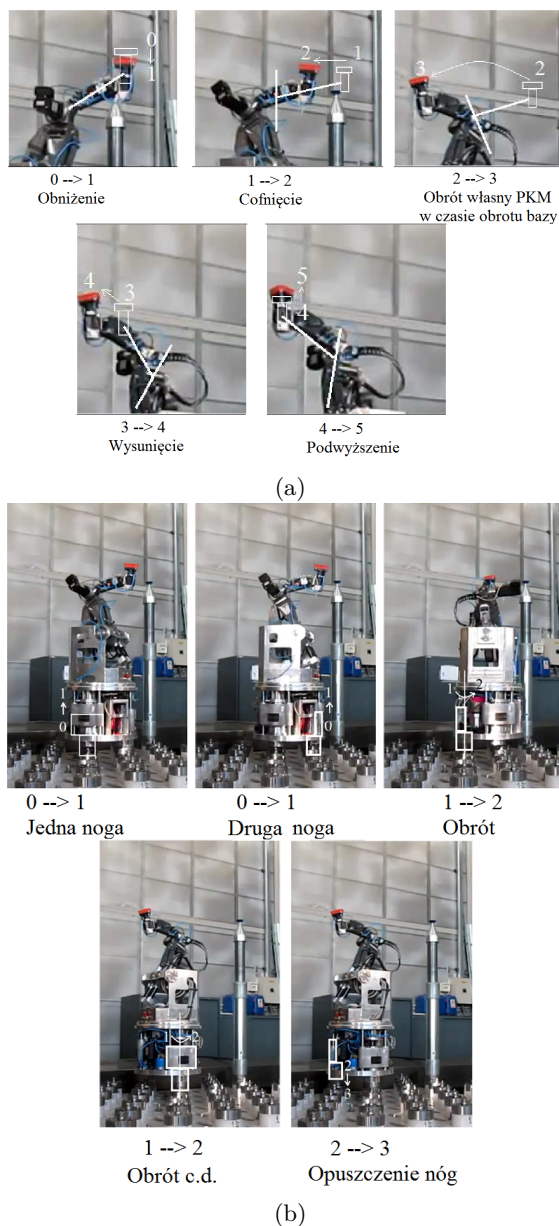 0
1
2
1
3
2
0 --> 1
Obniżenie
1 --> 2
Cofnięcie
2 --> 3
Obrót własny PKM
w czasie obrotu bazy
4
3
5
4
3 --> 4
Wysunięcie
4 --> 5
Podwyższenie
(a)
1
0
1
0
1
2
0 --> 1
Jedna noga
0 --> 1
Druga noga
1 --> 2
Obrót
2
2
3
1 --> 2
Obrót c.d.
2 --> 3
Opuszczenie nóg
(b)